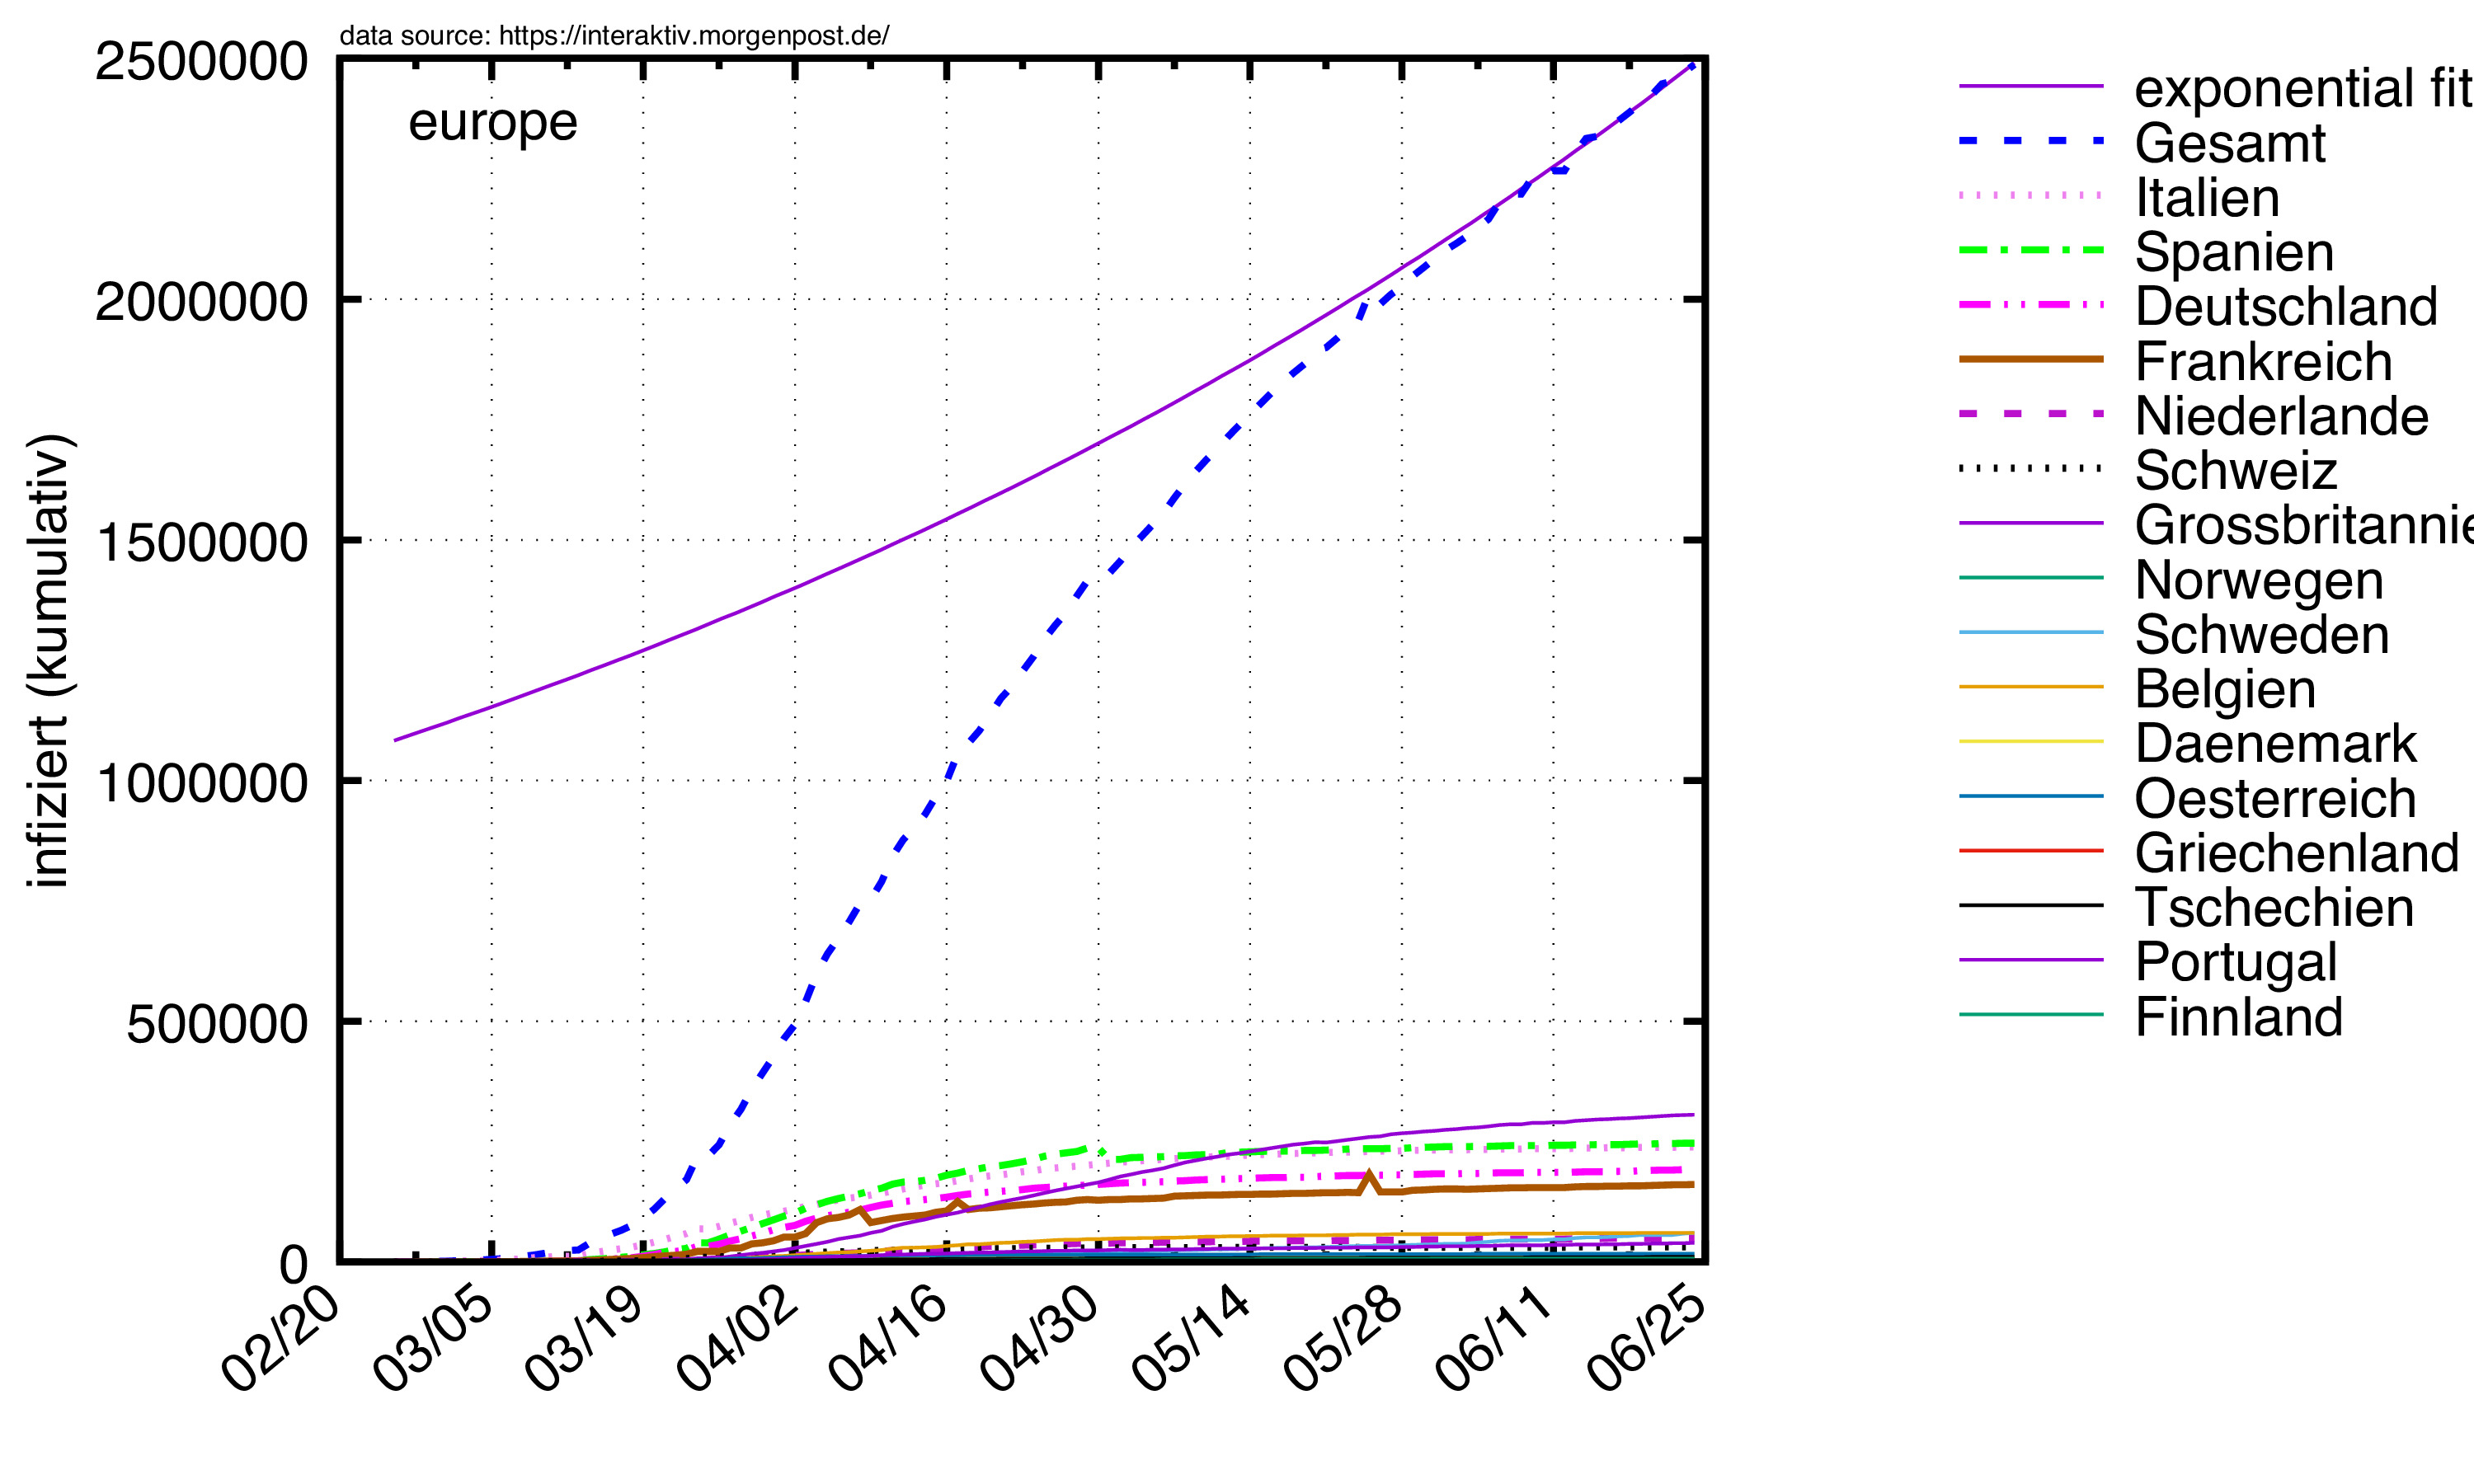 data source: https://interaktiv.morgenpost.de/
europe
infiziert (kumulativ)
2500000
2000000
1500000
1000000
500000
0
02/20
03/05
03/19
04/02
04/16
04/30
05/14
05/28
06/11
06/25
exponential fit
Gesamt
Italien
Spanien
Deutschland
Frankreich
Niederlande
Schweiz
Grossbritannie
Norwegen
Schweden
Belgien
Daenemark
Oesterreich
Griechenland
Tschechien
Portugal
Finnland